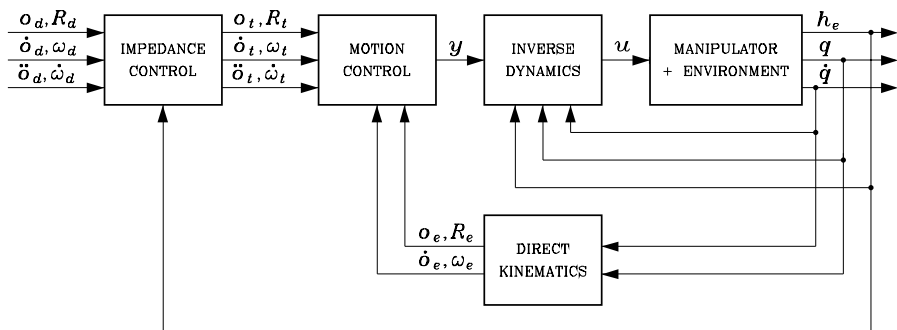 o_d, R_d
ȯ_d, ω_d
ö_d, ω̇_d
IMPEDANCE
CONTROL
o_t, R_t
ȯ_t, ω_t
ö_t, ω̇_t
MOTION
CONTROL
y
INVERSE
DYNAMICS
u
MANIPULATOR
+ ENVIRONMENT
h_e
q
q̇
o_e, R_e
ȯ_e, ω_e
DIRECT
KINEMATICS